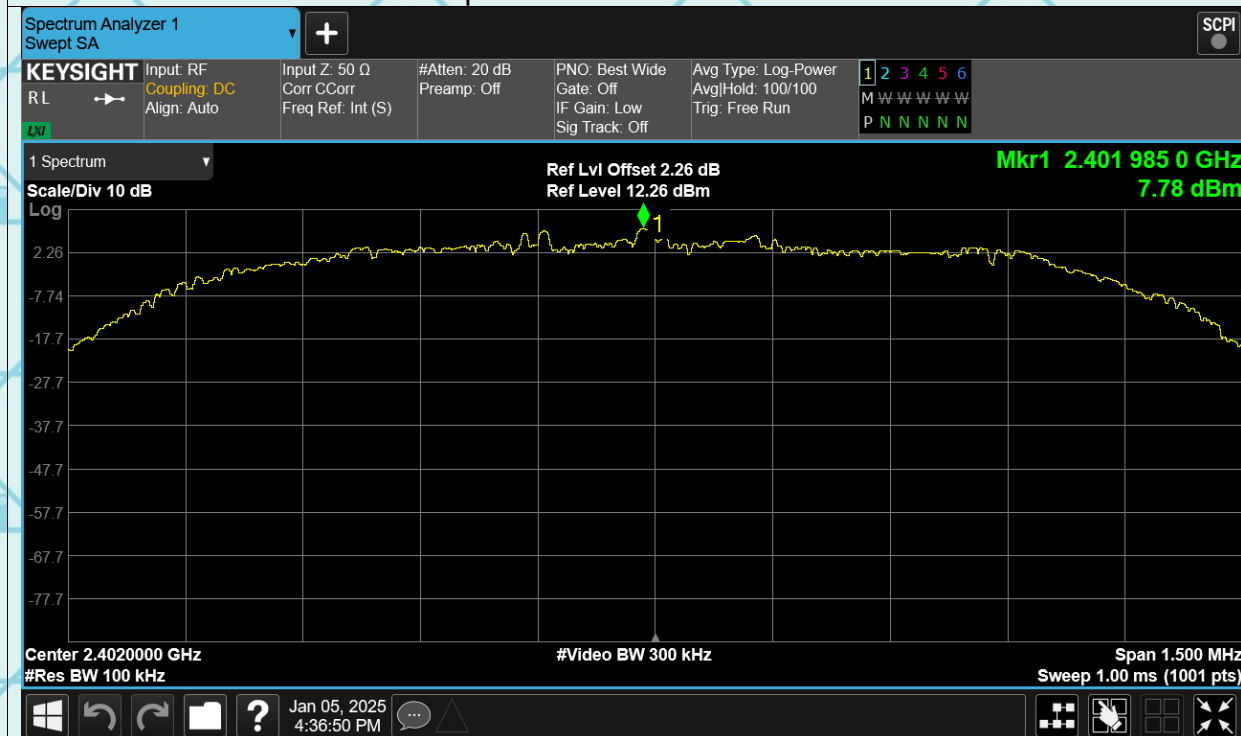 Spectrum Analyzer 1
Swept SA
+
SCPI
KEYSIGHT
RL
LXI
Input: RF
Coupling: DC
Align: Auto
Input Z: 50 Ω
Corr CCorr
Freq Ref: Int (S)
#Atten: 20 dB
Preamp: Off
PNO: Best Wide
Gate: Off
IF Gain: Low
Sig Track: Off
Avg Type: Log-Power
Avg|Hold: 100/100
Trig: Free Run
1 2 3 4 5 6
M W W W W W
P N N N N N
1 Spectrum
Scale/Div 10 dB
Log
Ref Lvl Offset 2.26 dB
Ref Level 12.26 dBm
Mkr1 2.401 985 0 GHz
7.78 dBm
1
2.26
-7.74
-17.7
-27.7
-37.7
-47.7
-57.7
-67.7
-77.7
Center 2.4020000 GHz
#Res BW 100 kHz
#Video BW 300 kHz
Span 1.500 MHz
Sweep 1.00 ms (1001 pts)
?
Jan 05, 2025
4:36:50 PM